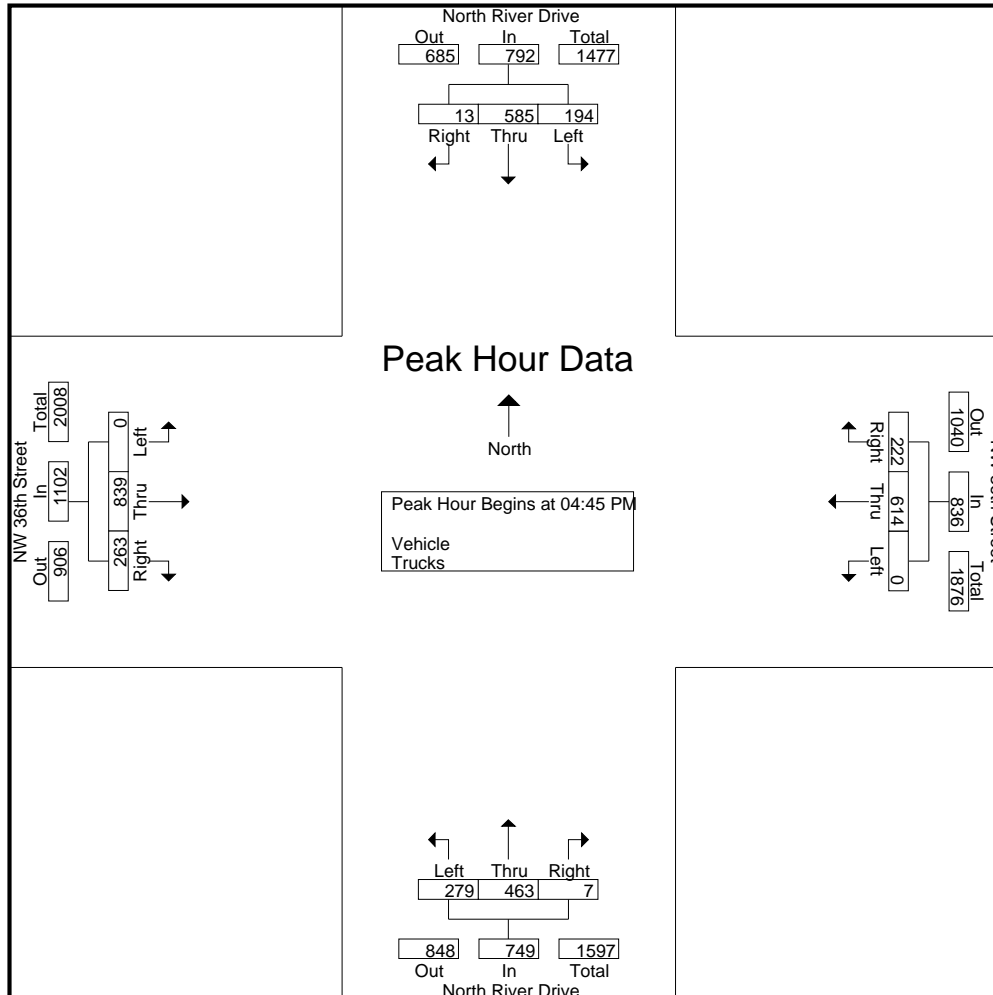 North River Drive
Out In Total
685 792 1477
13 585 194
Right Thru Left
Peak Hour Data
North
Peak Hour Begins at 04:45 PM
Vehicle
Trucks
NW 36th Street
Out In Total
906 1102 2008
263 839 0
Right Thru Left
Out In Total
1040 836 1876
222 614 0
Right Thru Left
Left Thru Right
279 463 7
848 749 1597
Out In Total
North River Drive